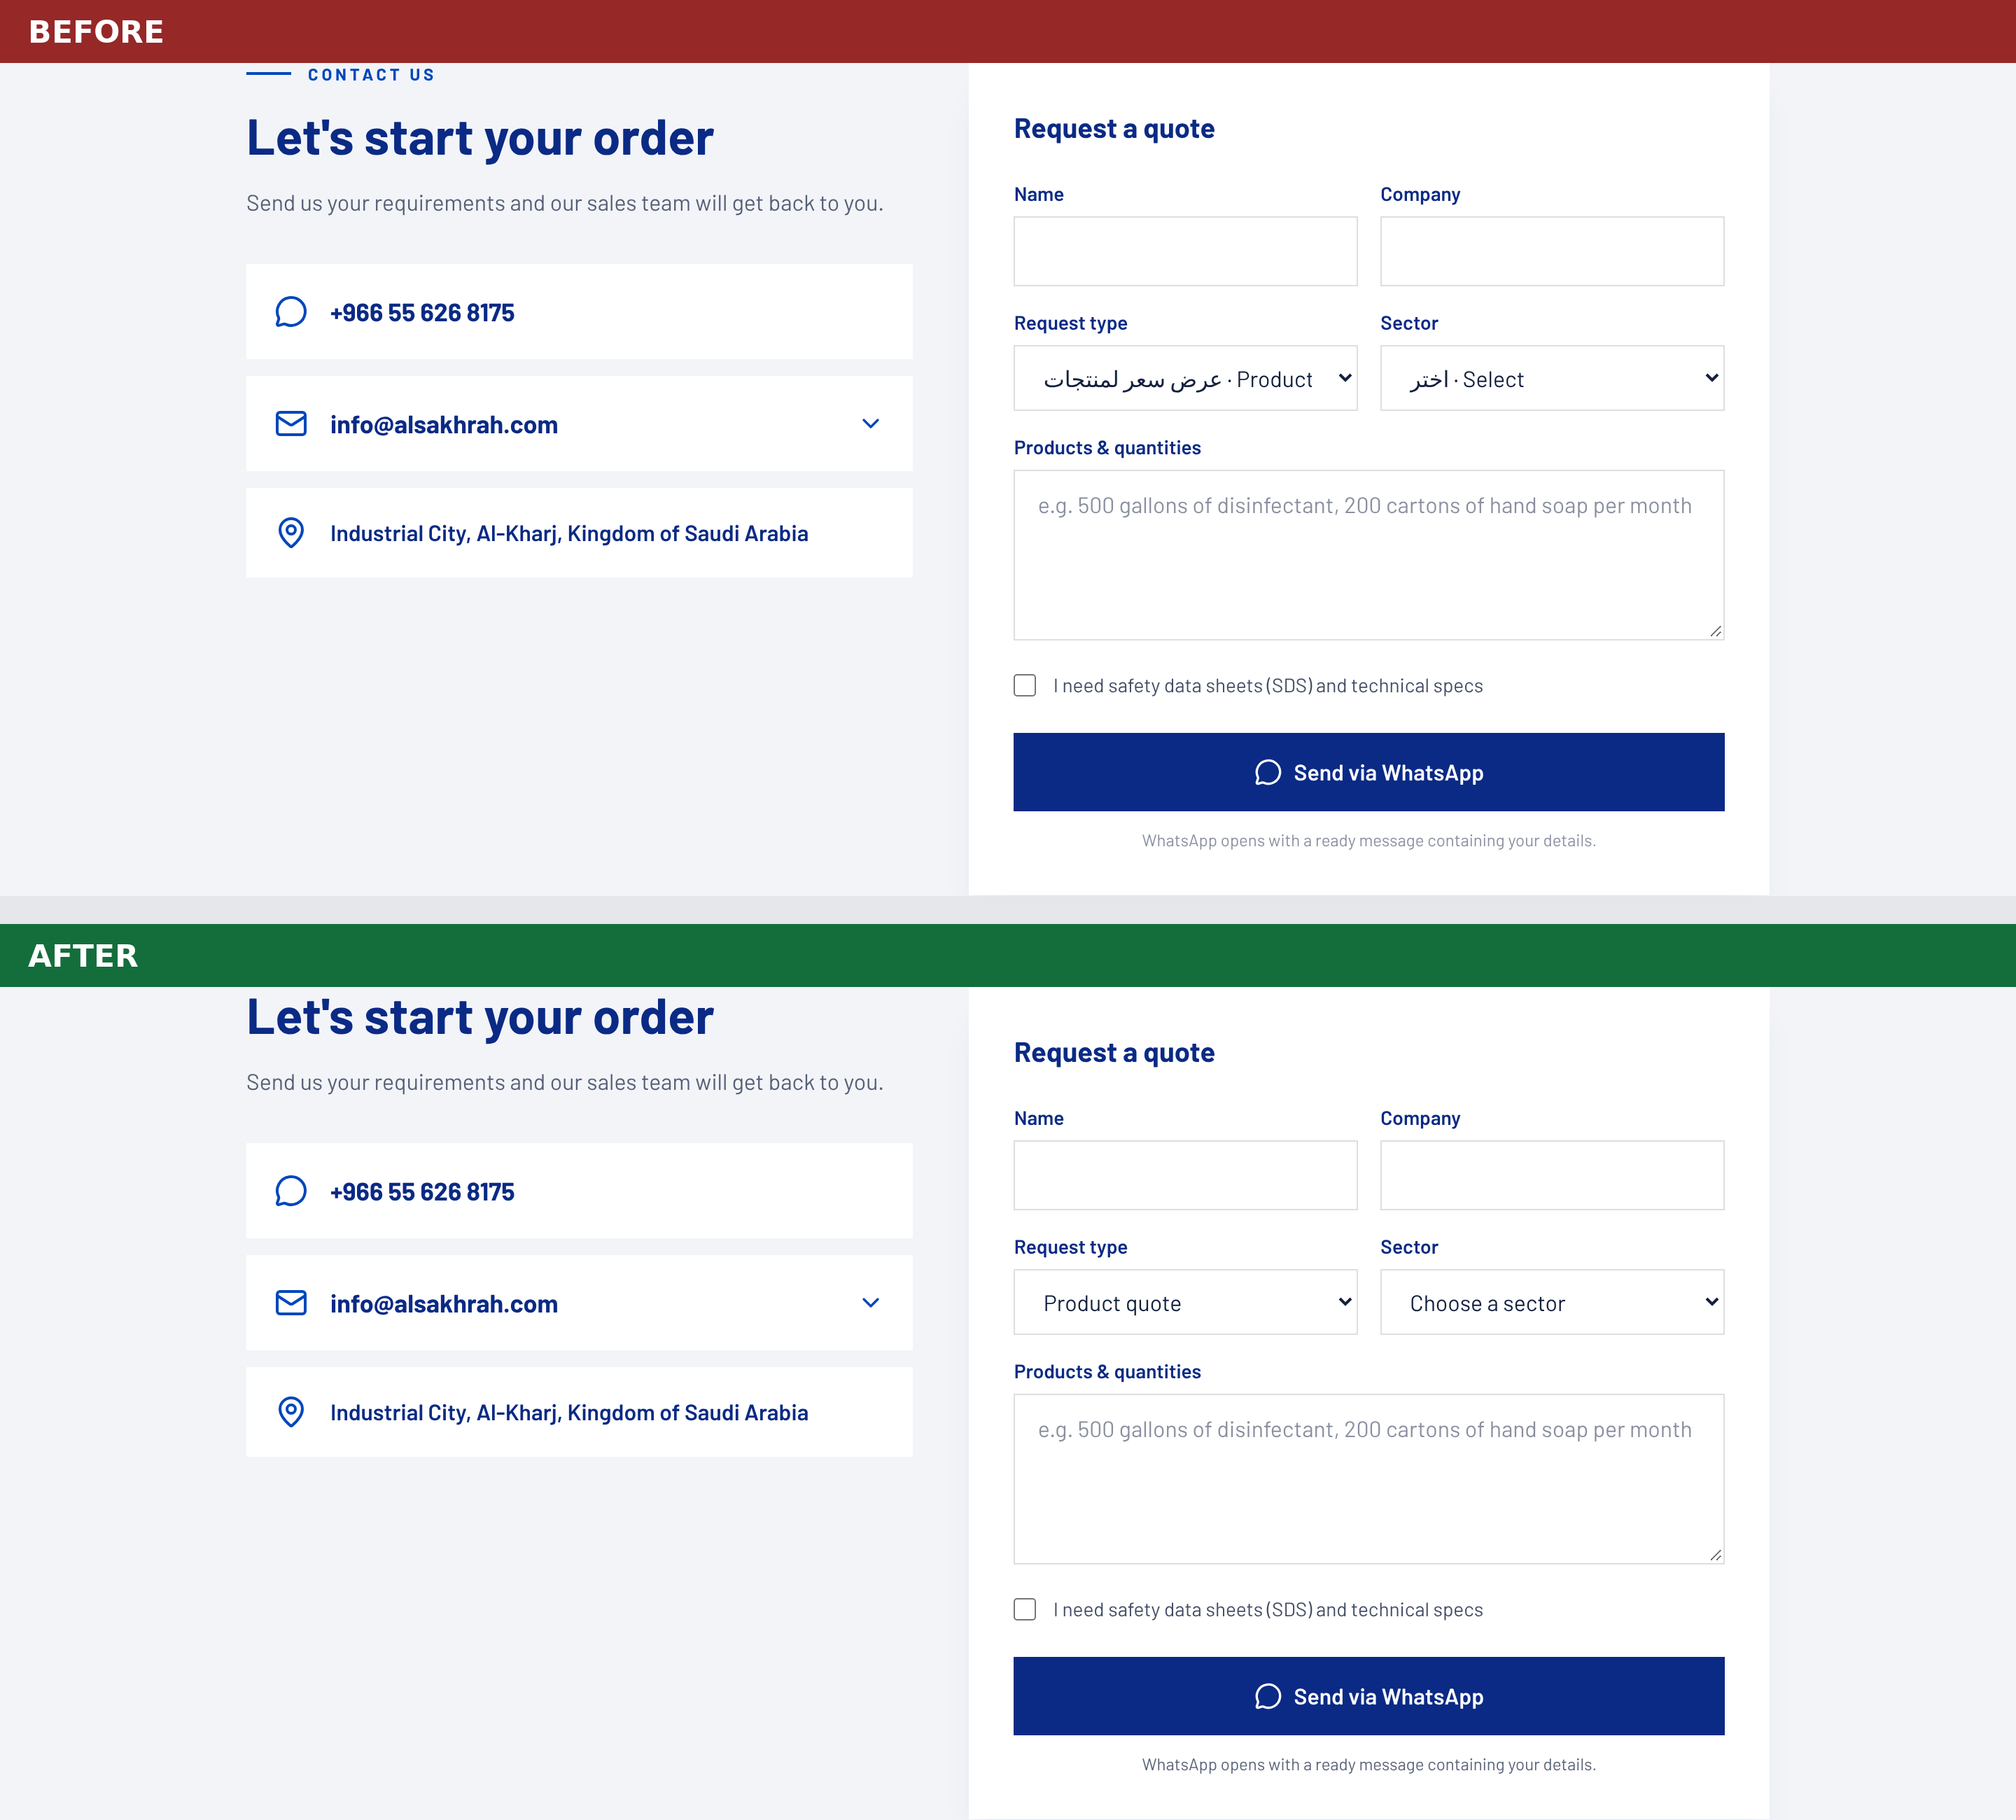 BEFORE
CONTACT US
Let's start your order
Send us your requirements and our sales team will get back to you.
+966 55 626 8175
info@alsakhrah.com
Industrial City, Al-Kharj, Kingdom of Saudi Arabia
Request a quote
Name
Company
Request type
Sector
عرض سعر لمنتجات · Product
اختر · Select
Products & quantities
e.g. 500 gallons of disinfectant, 200 cartons of hand soap per month
I need safety data sheets (SDS) and technical specs
Send via WhatsApp
WhatsApp opens with a ready message containing your details.
AFTER
Let's start your order
Send us your requirements and our sales team will get back to you.
+966 55 626 8175
info@alsakhrah.com
Industrial City, Al-Kharj, Kingdom of Saudi Arabia
Request a quote
Name
Company
Request type
Sector
Product quote
Choose a sector
Products & quantities
e.g. 500 gallons of disinfectant, 200 cartons of hand soap per month
I need safety data sheets (SDS) and technical specs
Send via WhatsApp
WhatsApp opens with a ready message containing your details.